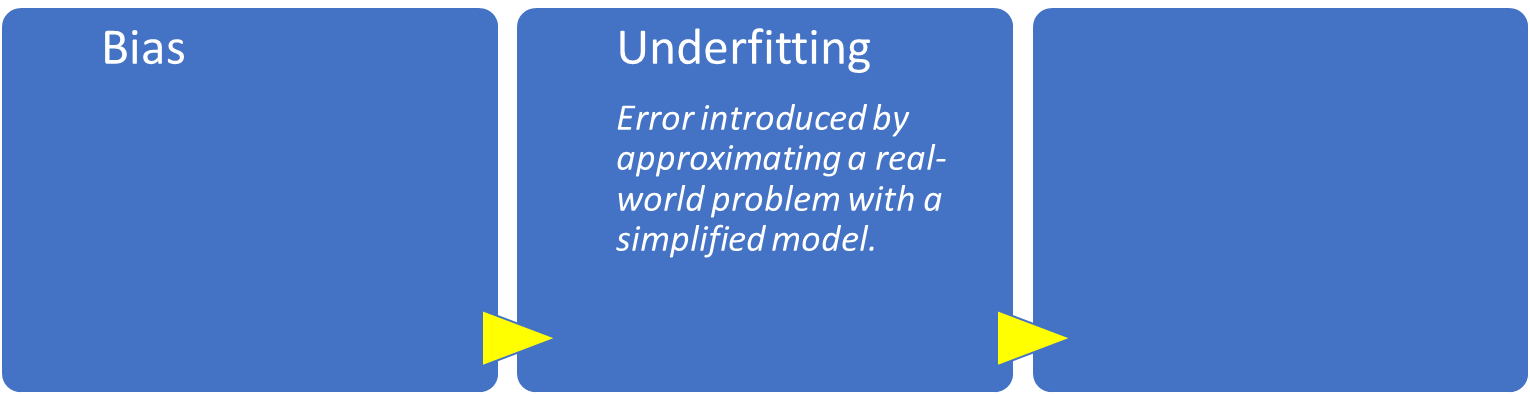 Bias
Underfitting
Error introduced by
approximating a real-
world problem with a
simplified model.